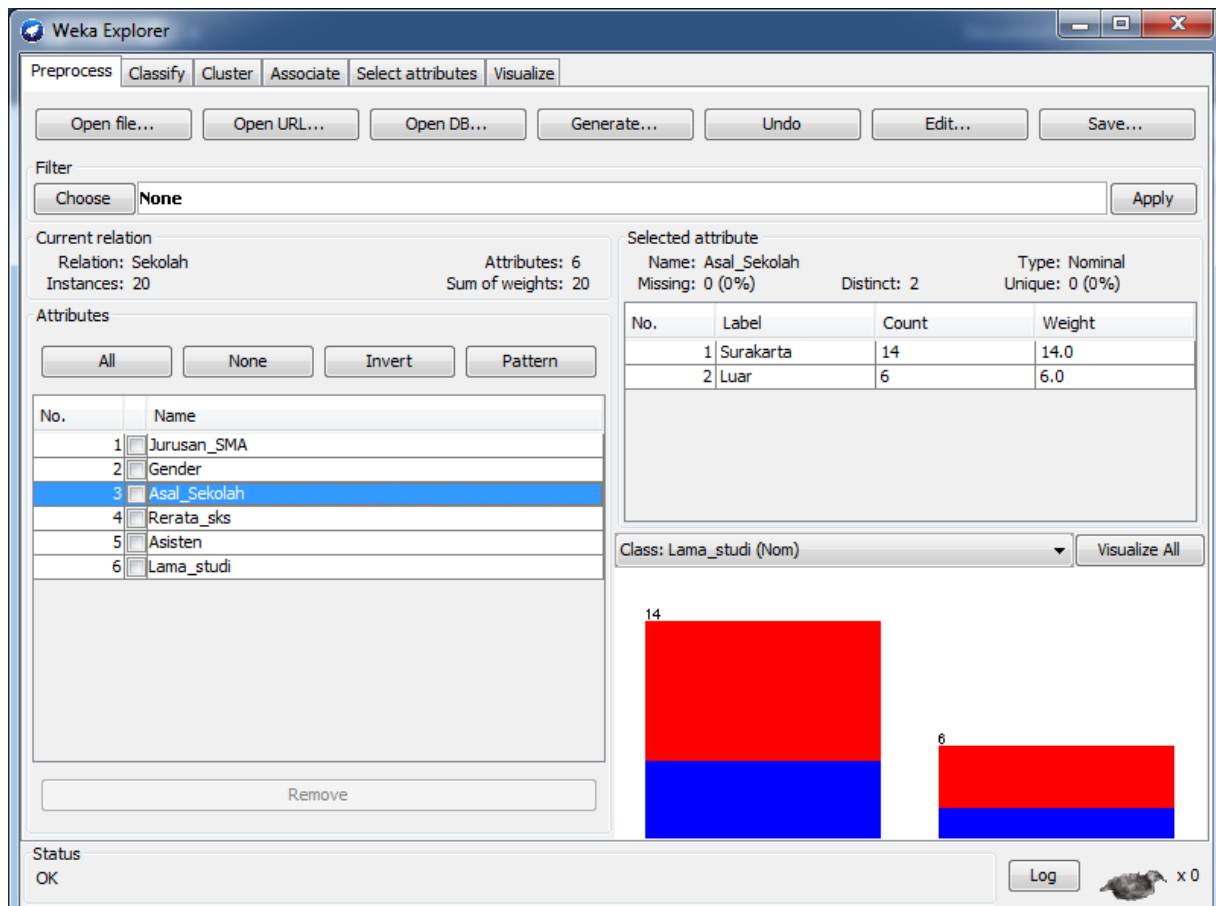 Weka Explorer
Preprocess Classify Cluster Associate Select attributes Visualize
Open file... Open URL... Open DB... Generate... Undo Edit... Save...
Filter
Choose None Apply
Current relation
Relation: Sekolah Attributes: 6
Instances: 20 Sum of weights: 20
Attributes
All None Invert Pattern
No. Name
1 Jurusan_SMA
2 Gender
3 Asal_Sekolah
4 Rerata_sks
5 Asisten
6 Lama_studi
Remove
Selected attribute
Name: Asal_Sekolah Type: Nominal
Missing: 0 (0%) Distinct: 2 Unique: 0 (0%)
No. Label Count Weight
1 Surakarta 14 14.0
2 Luar 6 6.0
Class: Lama_studi (Nom) Visualize All
14
6
Status
OK
Log x 0